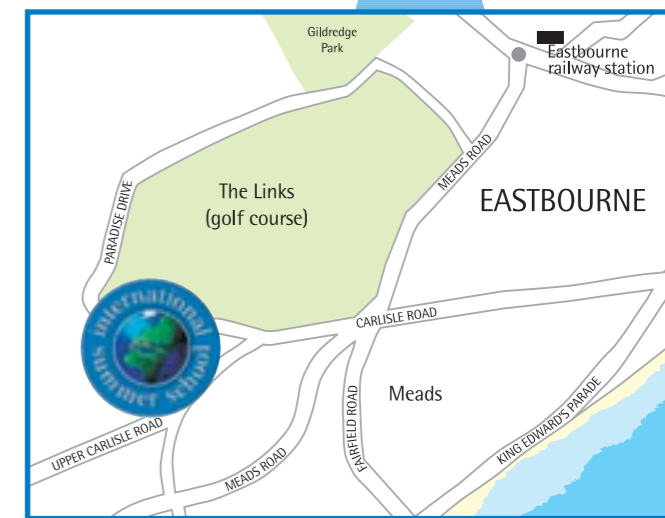 Gildredge
Park
Eastbourne
railway station
MEADS ROAD
The Links
(golf course)
EASTBOURNE
PARADISE DRIVE
international
summer school
CARLISLE ROAD
Meads
KING EDWARD'S PARADE
FAIRFIELD ROAD
UPPER CARLISLE ROAD
MEADS ROAD